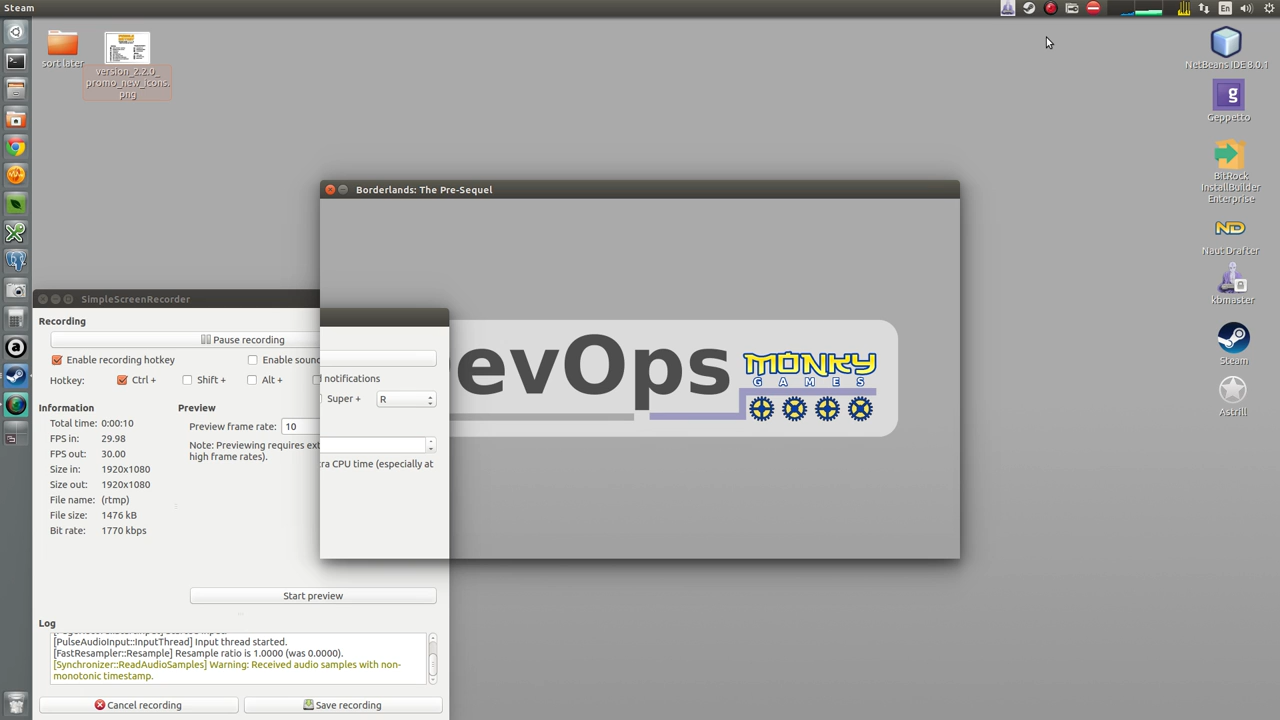 Steam
En
sort later
version_2.2.0_
promo_new_icons.
png
NetBeans IDE 8.0.1
Geppetto
BitRock
InstallBuilder
Enterprise
Naut Drafter
kbmaster
Steam
Astrill
Borderlands: The Pre-Sequel
evOps
MONKY
GAMES
SimpleScreenRecorder
Recording
Pause recording
Enable recording hotkey
Enable soun
notifications
Hotkey:
Ctrl +
Shift +
Alt +
Super +
R
Information
Total time: 0:00:10
FPS in: 29.98
FPS out: 30.00
Size in: 1920x1080
Size out: 1920x1080
File name: (rtmp)
File size: 1476 kB
Bit rate: 1770 kbps
Preview
Preview frame rate: 10
Note: Previewing requires ext
ra CPU time (especially at
high frame rates).
Start preview
Log
[PulseAudioInput::InputThread] Input thread started.
[FastResampler::Resample] Resample ratio is 1.0000 (was 0.0000).
[Synchronizer::ReadAudioSamples] Warning: Received audio samples with non-
monotonic timestamp.
Cancel recording
Save recording